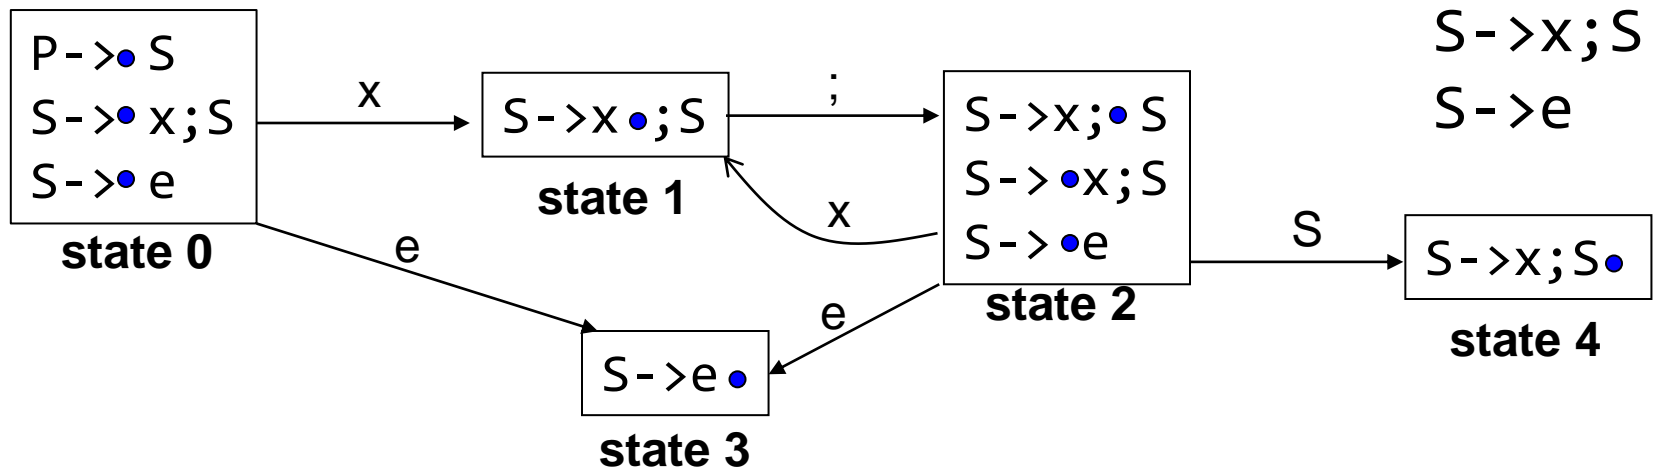 P->• S
S->• x;S
S->• e
state 0
x
e
S->x•;S
state 1
;
x
S->x;• S
S-> •x;S
S-> •e
state 2
e
S->e•
state 3
S
S->x;S•
state 4
S->x;S
S->e